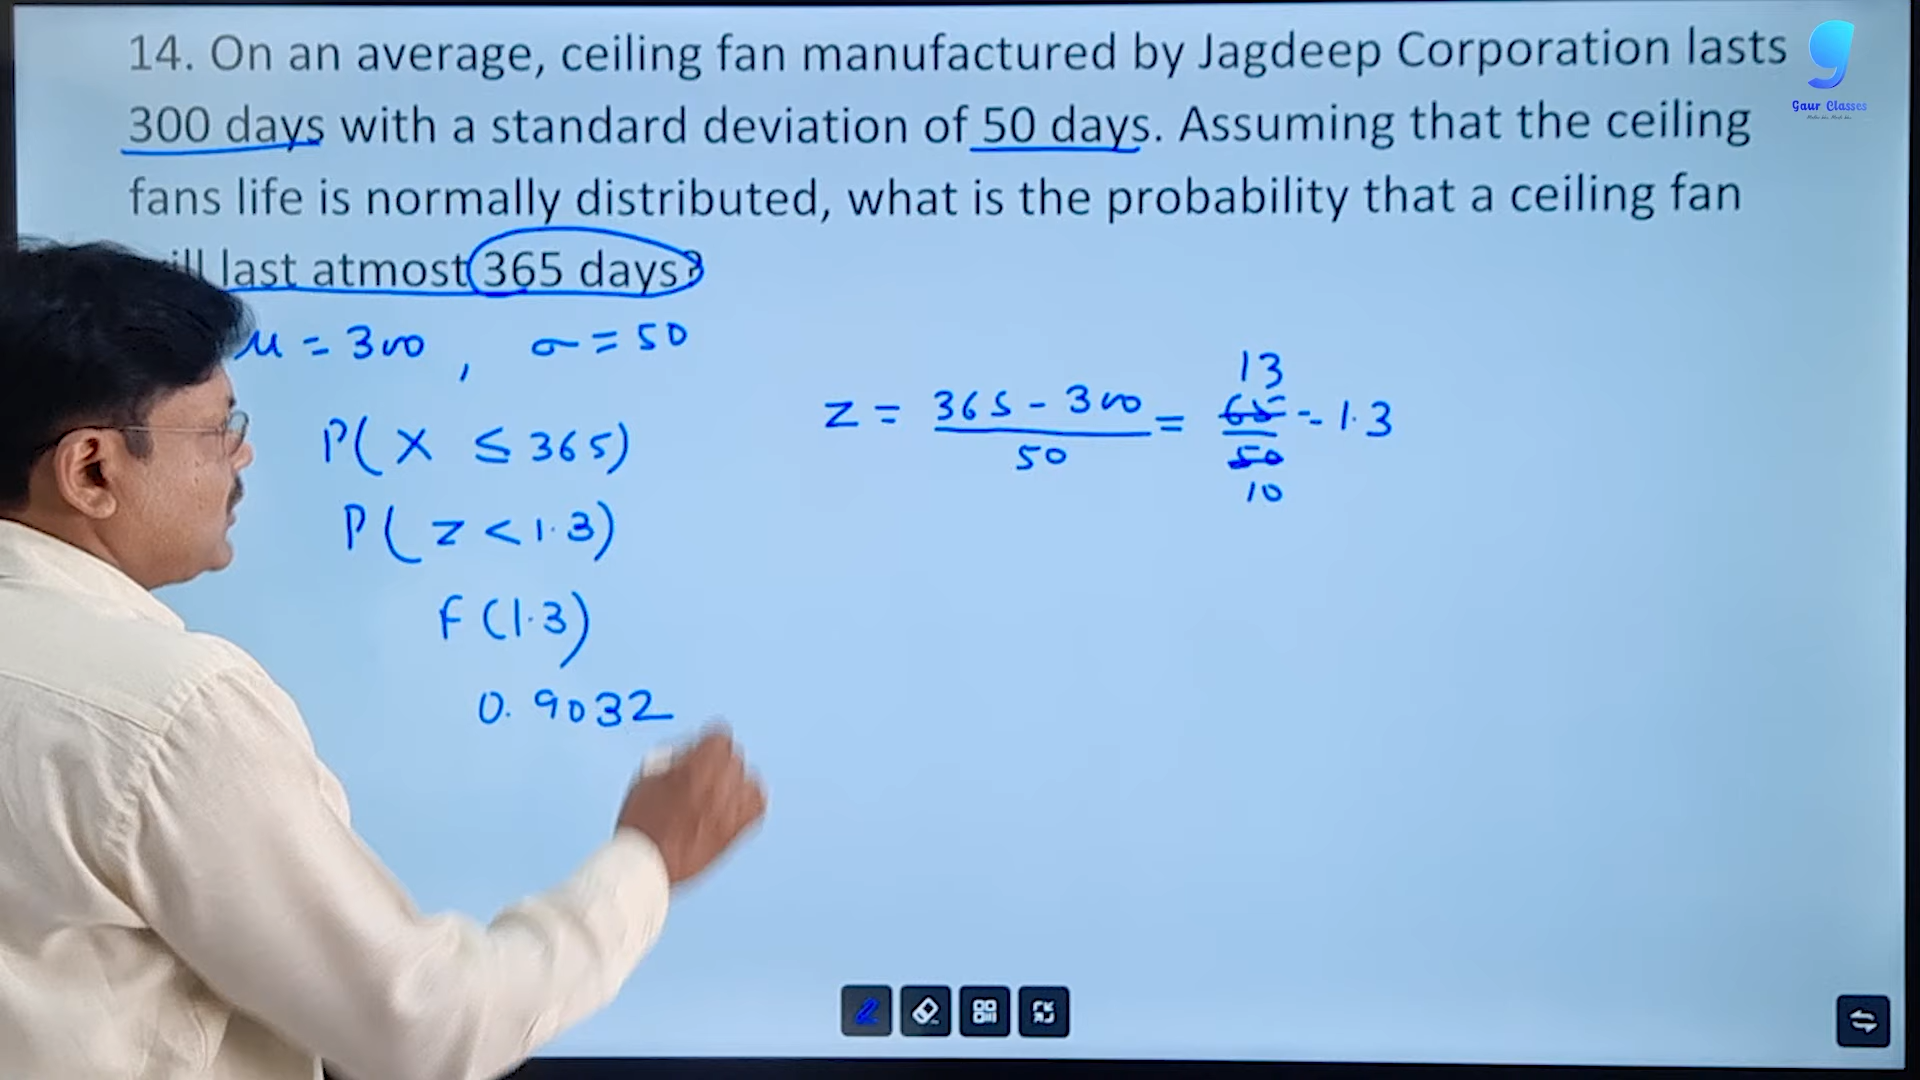 14. On an average, ceiling fan manufactured by Jagdeep Corporation lasts
300 days with a standard deviation of 50 days. Assuming that the ceiling
fans life is normally distributed, what is the probability that a ceiling fan
last atmost 365 days?
Gaur Classes
μ = 300 , σ = 50
P(X ≤ 365)
P(Z < 1.3)
F(1.3)
0.9032
13
Z = 365 - 300 = 65 = 1.3
50 50
10